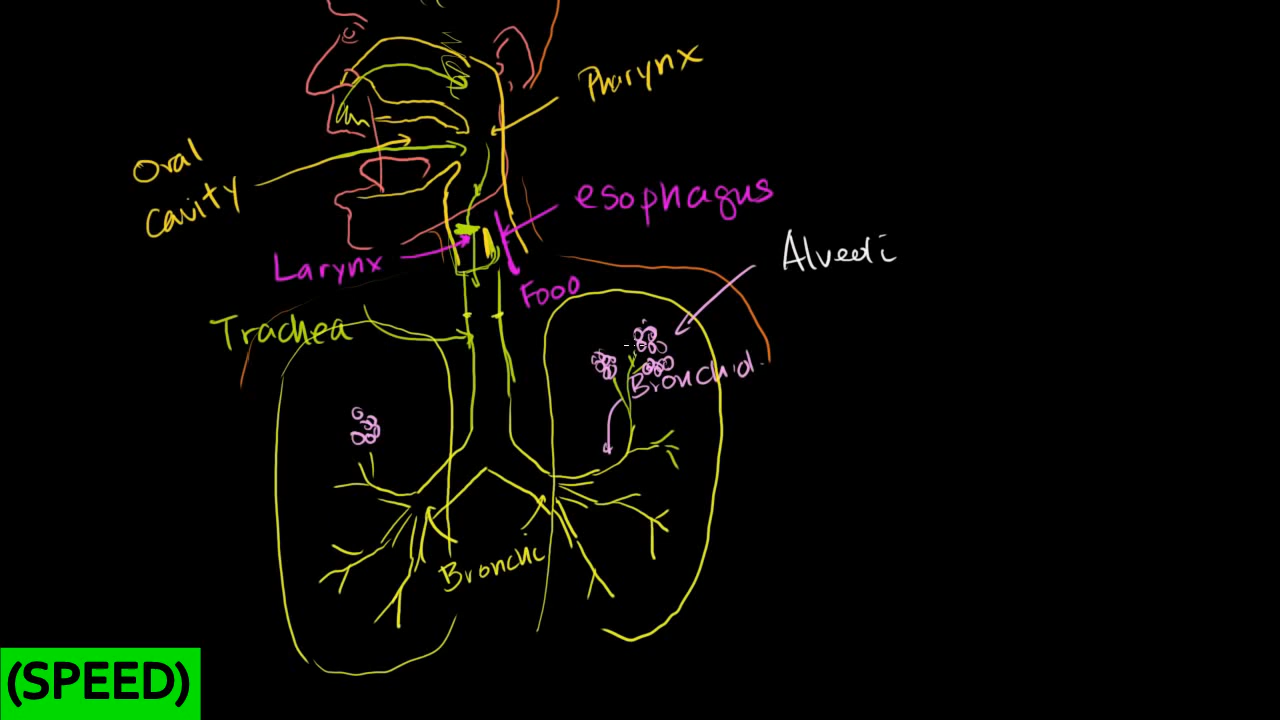 Pharynx
Oral
cavity
esophagus
Larynx
Alveoli
Food
Trachea
Bronchiol.
Bronchi
(SPEED)